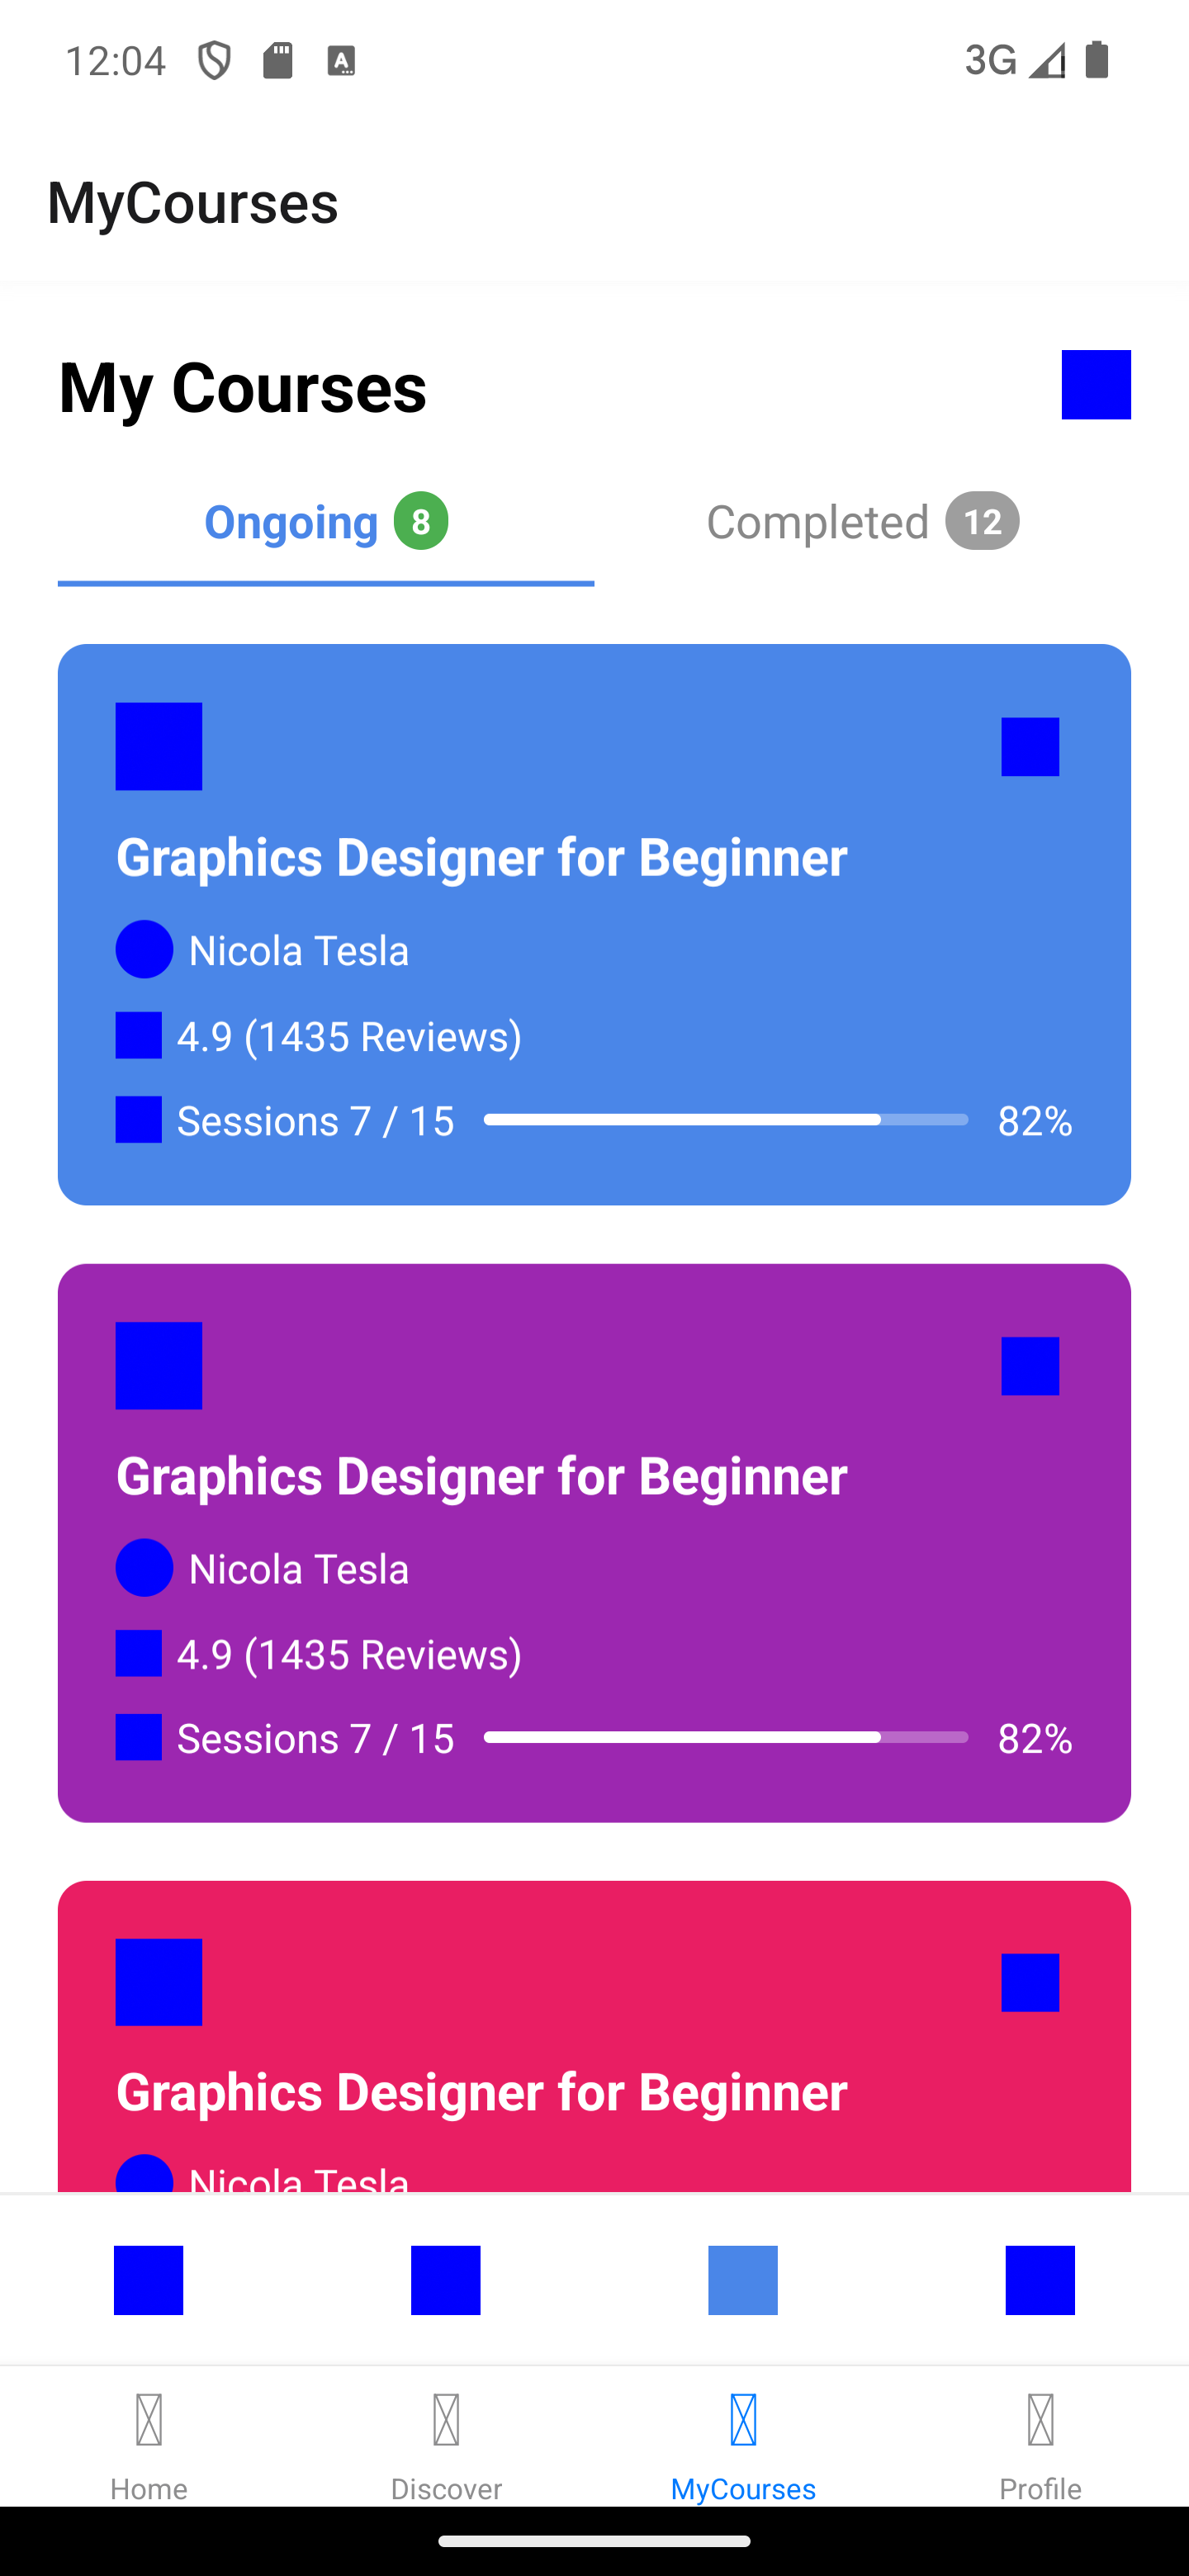 12:04 3G
MyCourses
My Courses
Ongoing 8 Completed 12
Graphics Designer for Beginner
Nicola Tesla
4.9 (1435 Reviews)
Sessions 7 / 15 82%
Graphics Designer for Beginner
Nicola Tesla
4.9 (1435 Reviews)
Sessions 7 / 15 82%
Graphics Designer for Beginner
Nicola Tesla
Home Discover MyCourses Profile